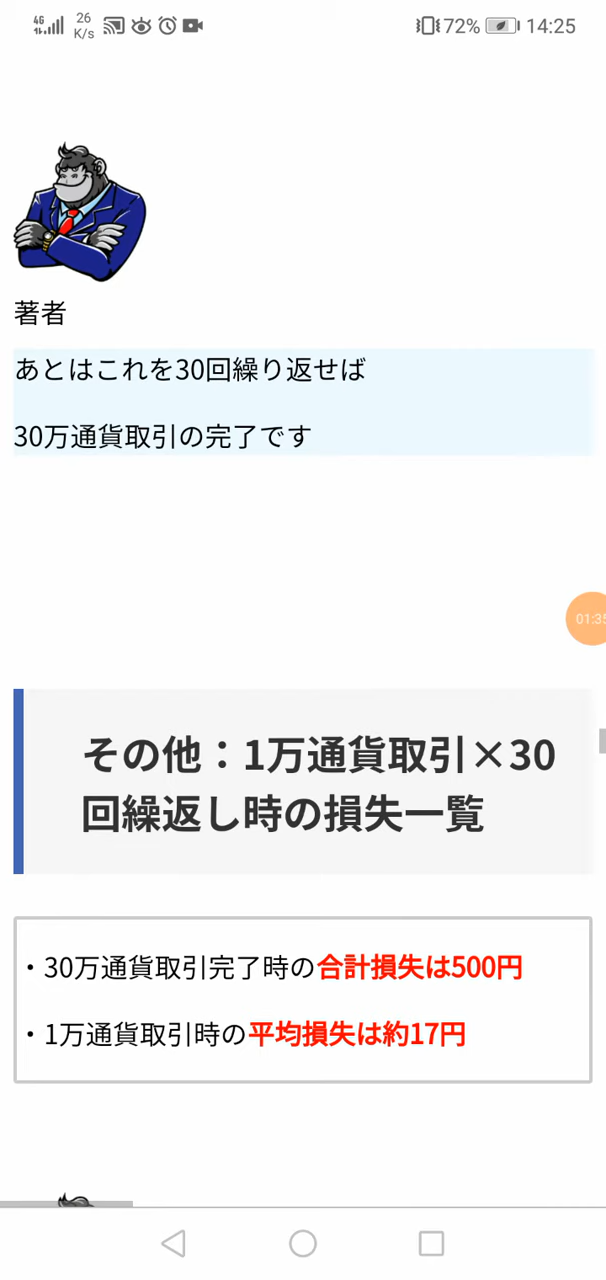 4G
26
K/s
72%
14:25
著者
あとはこれを30回繰り返せば
30万通貨取引の完了です
01:35
その他：1万通貨取引×30
回繰返し時の損失一覧
・30万通貨取引完了時の合計損失は500円
・1万通貨取引時の平均損失は約17円